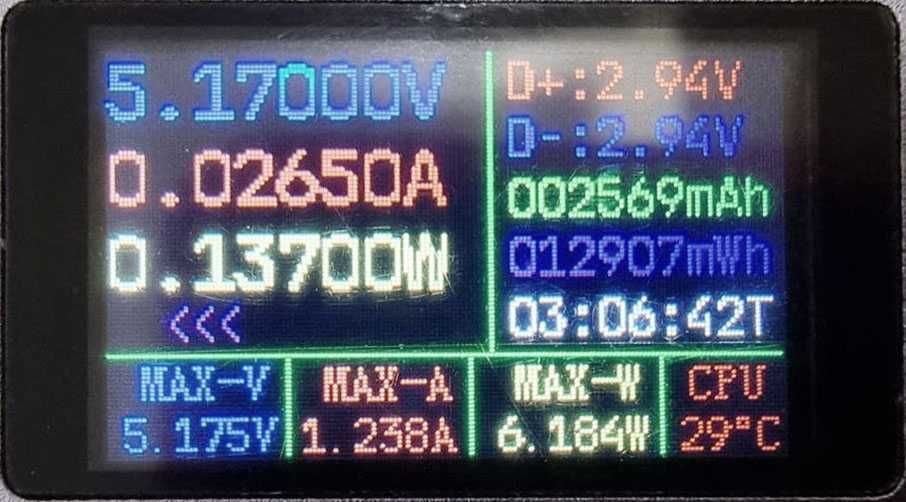 5.17000V
0.02650A
0.13700W
<<<
D+:2.94V
D-:2.94V
002569mAh
012907mWh
03:06:42T
MAX-V
5.175V
MAX-A
1.238A
MAX-W
6.184W
CPU
29°C